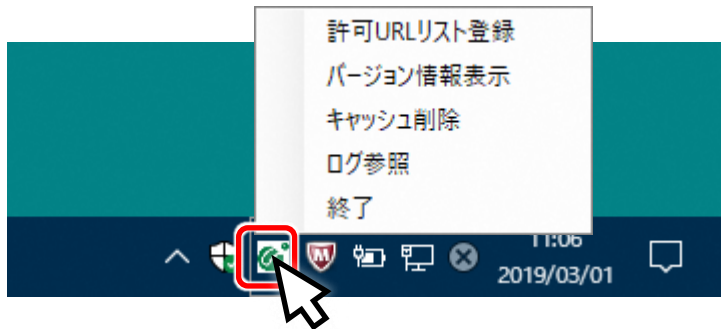 許可URLリスト登録
バージョン情報表示
キャッシュ削除
ログ参照
終了
11:06
2019/03/01